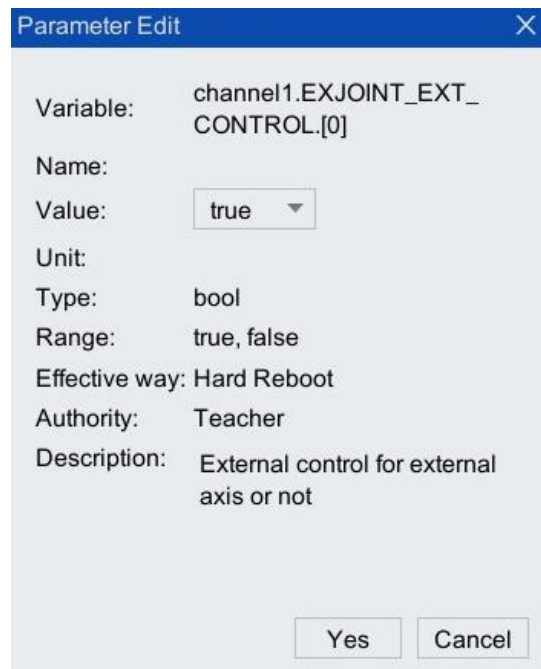 Parameter Edit
Variable: channel1.EXJOINT_EXT_
CONTROL.[0]
Name:
Value: true
Unit:
Type: bool
Range: true, false
Effective way: Hard Reboot
Authority: Teacher
Description: External control for external
axis or not
Yes Cancel